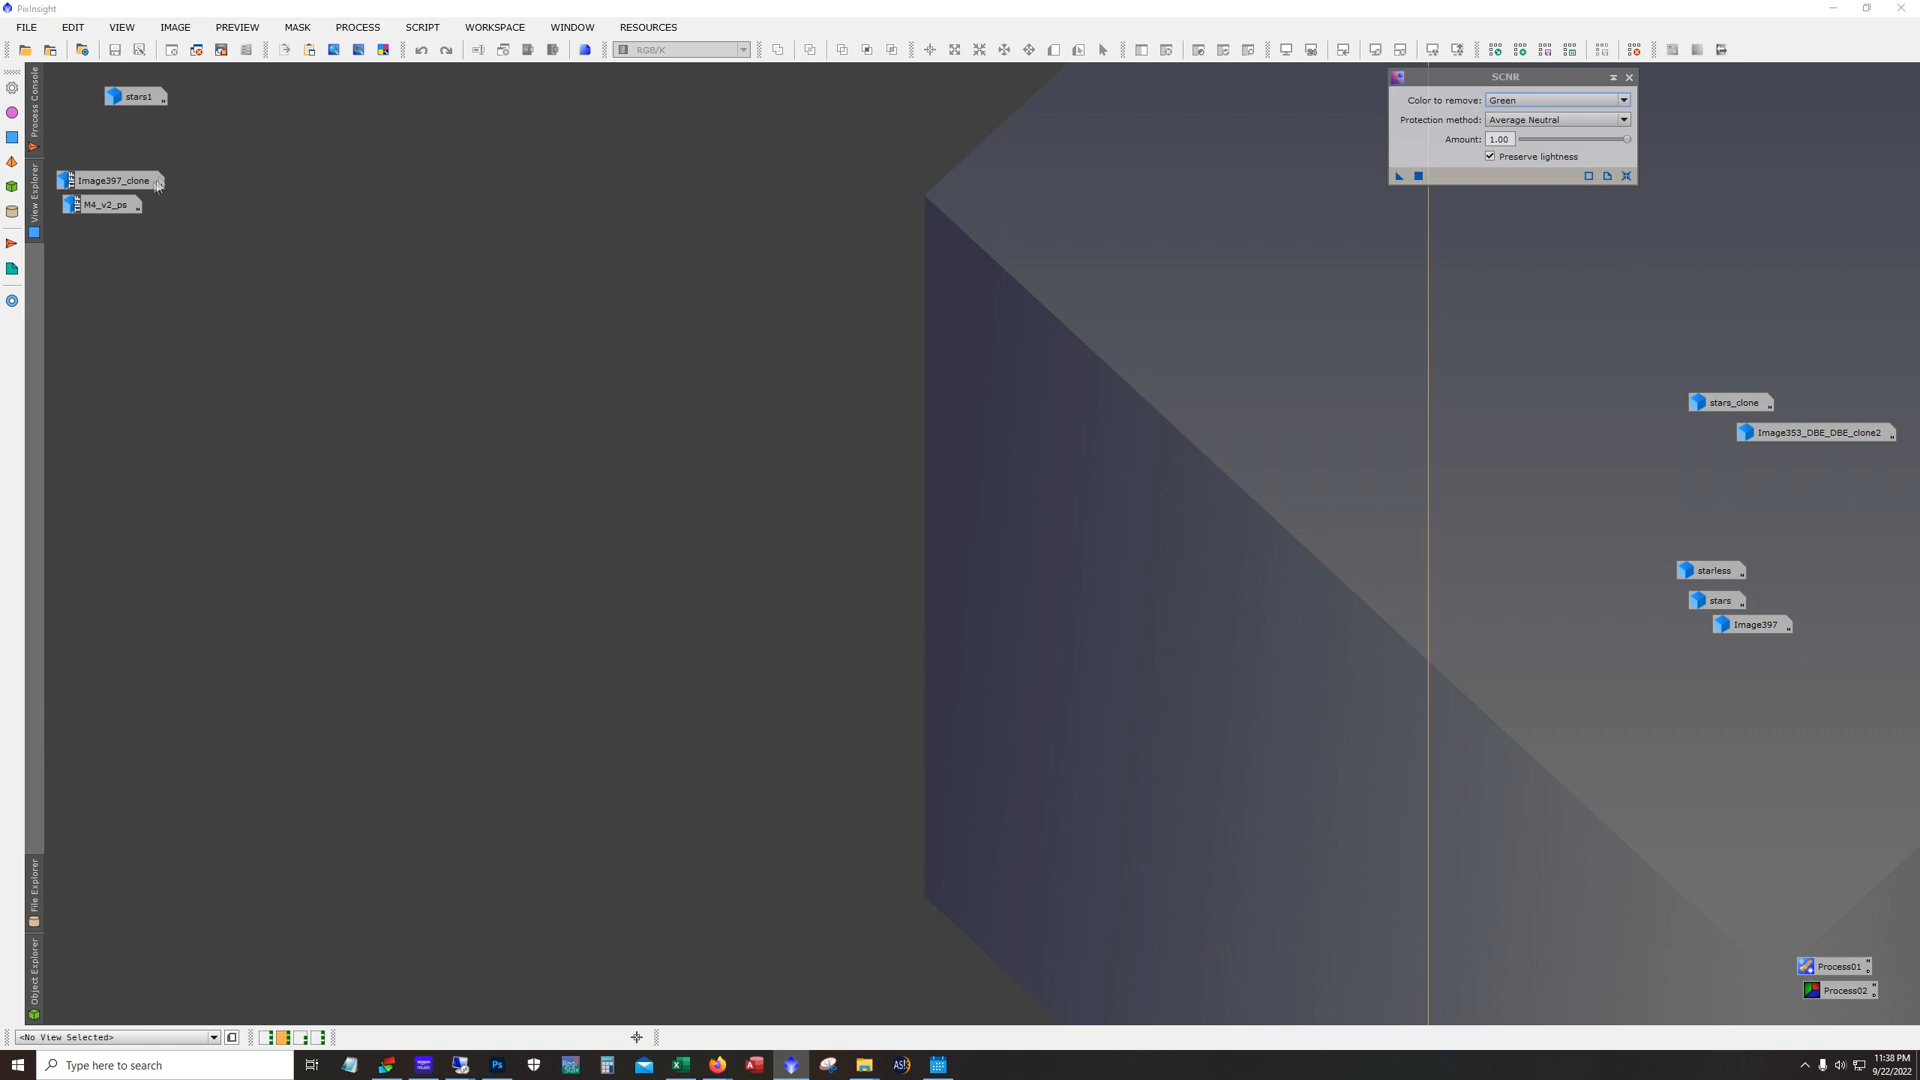 PixInsight
FILE EDIT VIEW IMAGE PREVIEW MASK PROCESS SCRIPT WORKSPACE WINDOW RESOURCES
RGB/K
Process Console
View Explorer
File Explorer
Object Explorer
stars1
TIFF Image397_clone
TIFF M4_v2_ps
SCNR
Color to remove: Green
Protection method: Average Neutral
Amount: 1.00
Preserve lightness
stars_clone
Image353_DBE_DBE_clone2
starless
stars
Image397
Process01
Process02
<No View Selected>
Type here to search
Ps
11:38 PM
9/22/2022